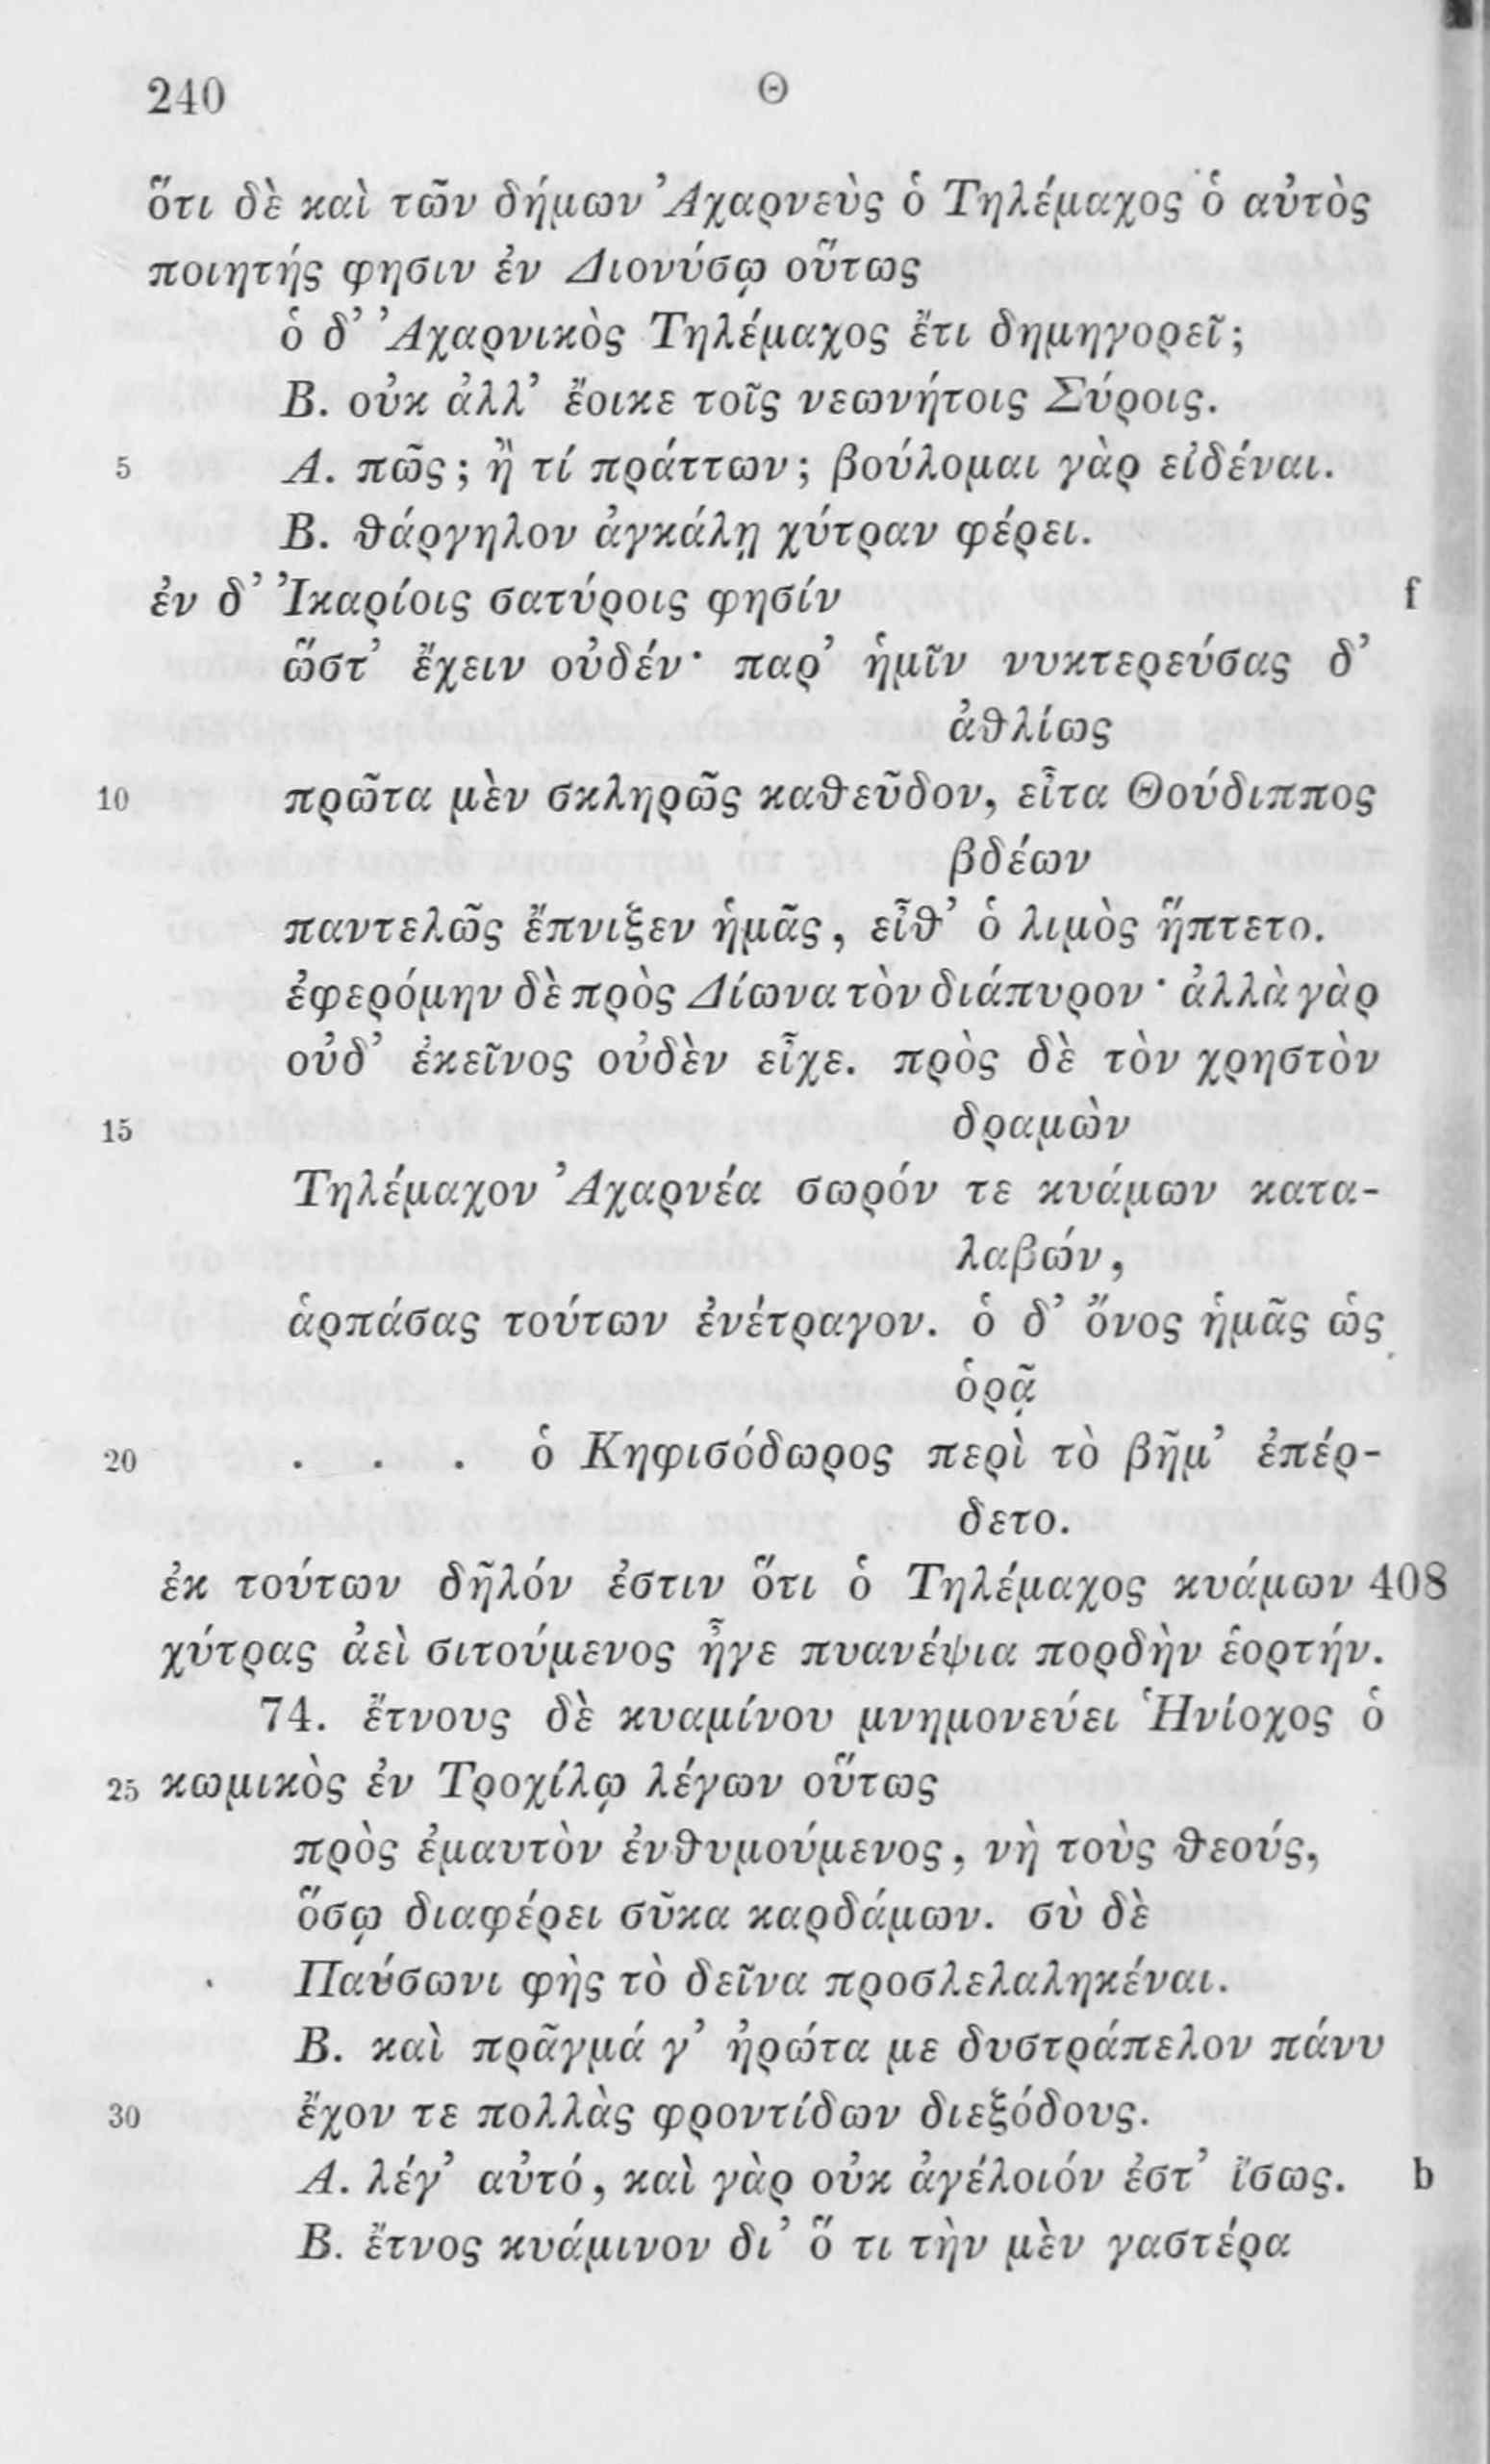 240 Θ
ὅτι δὲ καὶ τῶν δήμων Ἀχαρνεὺς ὁ Τηλέμαχος ὁ αὐτὸς
ποιητής φησιν ἐν Διονύσῳ οὕτως
ὁ δ’ Ἀχαρνικὸς Τηλέμαχος ἔτι δημηγορεῖ;
Β. οὐκ ἀλλ’ ἔοικε τοῖς νεωνήτοις Σύροις.
5 Α. πῶς; ἢ τί πράττων; βούλομαι γὰρ εἰδέναι.
Β. θάργηλον ἀγκάλῃ χύτραν φέρει.
ἐν δ’ Ἰκαρίοις σατύροις φησίν f
ὥστ’ ἔχειν οὐδέν· παρ’ ἡμῖν νυκτερεύσας δ’
ἀθλίως
10 πρῶτα μὲν σκληρῶς καθεῦδον, εἶτα Θούδιππος
βδέων
παντελῶς ἔπνιξεν ἡμᾶς, εἶθ’ ὁ λιμὸς ἥπτετο.
ἐφερόμην δὲ πρὸς Δίωνα τὸν διάπυρον· ἀλλὰ γὰρ
οὐδ’ ἐκεῖνος οὐδὲν εἶχε. πρὸς δὲ τὸν χρηστὸν
15 δραμὼν
Τηλέμαχον Ἀχαρνέα σωρόν τε κυάμων κατα-
λαβών,
ἁρπάσας τούτων ἐνέτραγον. ὁ δ’ ὄνος ἡμᾶς ὡς
ὁρᾷ
20 . . . ὁ Κηφισόδωρος περὶ τὸ βῆμ’ ἐπέρ-
δετο.
ἐκ τούτων δῆλόν ἐστιν ὅτι ὁ Τηλέμαχος κυάμων 408
χύτρας ἀεὶ σιτούμενος ἦγε πυανέψια πορδὴν ἑορτήν.
74. ἔτνους δὲ κυαμίνου μνημονεύει Ἡνίοχος ὁ
25 κωμικὸς ἐν Τροχίλῳ λέγων οὕτως
πρὸς ἐμαυτὸν ἐνθυμούμενος, νὴ τοὺς θεούς,
ὅσῳ διαφέρει σῦκα καρδάμων. σὺ δὲ
Παύσωνι φὴς τὸ δεῖνα προσλελαληκέναι.
Β. καὶ πρᾶγμά γ’ ἠρώτα με δυστράπελον πάνυ
30 ἔχον τε πολλὰς φροντίδων διεξόδους.
Α. λέγ’ αὐτό, καὶ γὰρ οὐκ ἀγέλοιόν ἐστ’ ἴσως. b
Β. ἔτνος κυάμινον δι’ ὅ τι τὴν μὲν γαστέρα